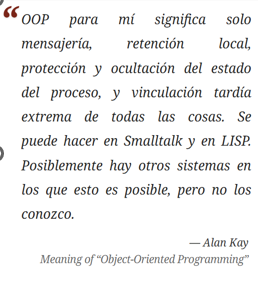 “ OOP para mí significa solo
mensajería, retención local,
protección y ocultación del estado
del proceso, y vinculación tardía
extrema de todas las cosas. Se
puede hacer en Smalltalk y en LISP.
Posiblemente hay otros sistemas en
los que esto es posible, pero no los
conozco.
— Alan Kay
Meaning of “Object-Oriented Programming”